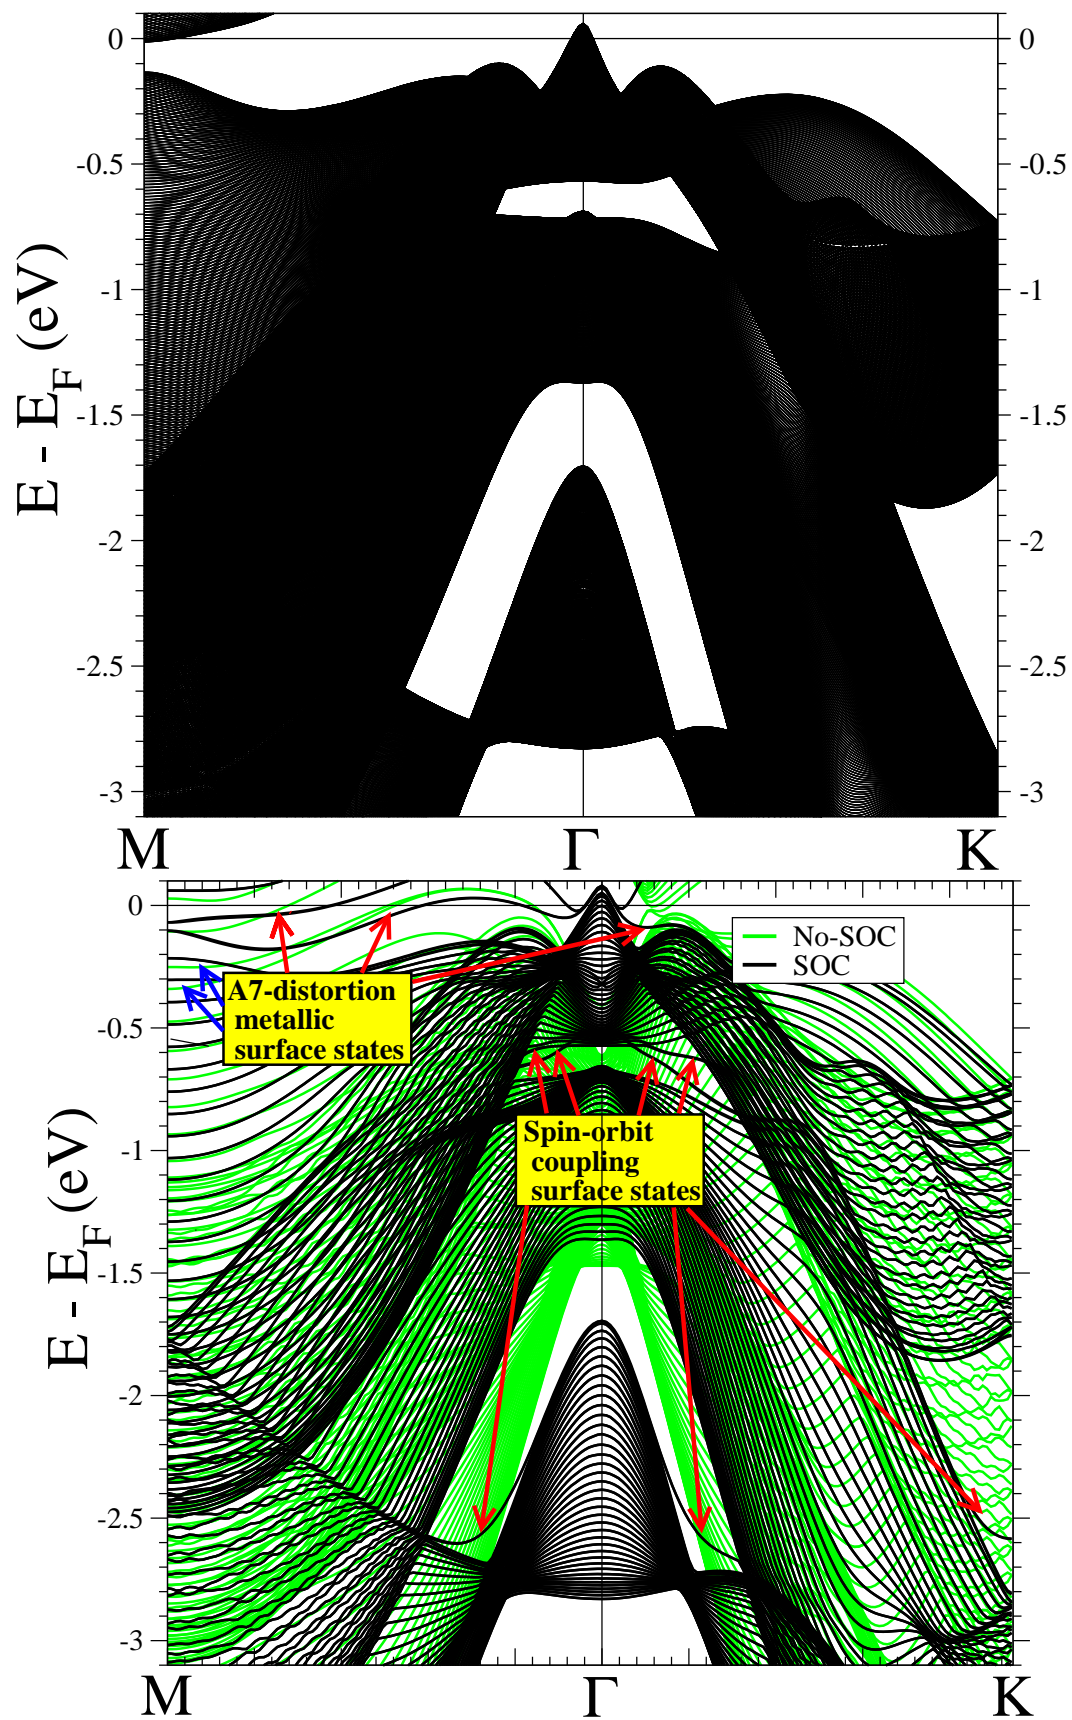 0
-0.5
-1
-1.5
-2
-2.5
-3
E - E_F (eV)
0
-0.5
-1
-1.5
-2
-2.5
-3
M
Γ
K
0
-0.5
-1
-1.5
-2
-2.5
-3
E - E_F (eV)
No-SOC
SOC
A7-distortion
metallic
surface states
Spin-orbit
coupling
surface states
M
Γ
K